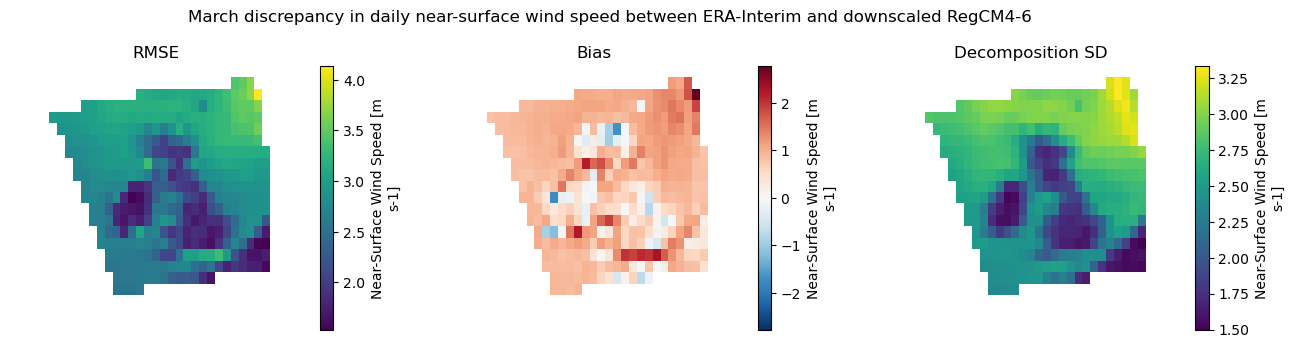 March discrepancy in daily near-surface wind speed between ERA-Interim and downscaled RegCM4-6
RMSE
4.0
3.5
3.0
2.5
2.0
Near-Surface Wind Speed [m
s-1]
Bias
2
1
0
−1
−2
Near-Surface Wind Speed [m
s-1]
Decomposition SD
3.25
3.00
2.75
2.50
2.25
2.00
1.75
1.50
Near-Surface Wind Speed [m
s-1]